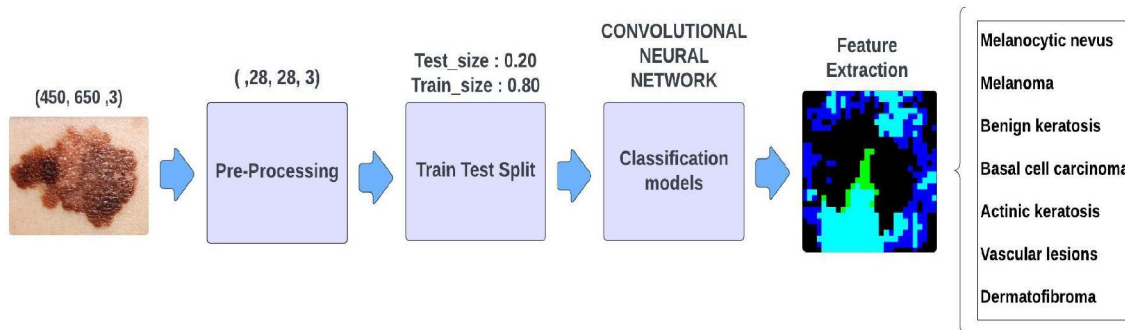 (450, 650 ,3)
( ,28, 28, 3)
Pre-Processing
Test_size : 0.20
Train_size : 0.80
Train Test Split
CONVOLUTIONAL
NEURAL
NETWORK
Classification
models
Feature
Extraction
Melanocytic nevus
Melanoma
Benign keratosis
Basal cell carcinoma
Actinic keratosis
Vascular lesions
Dermatofibroma